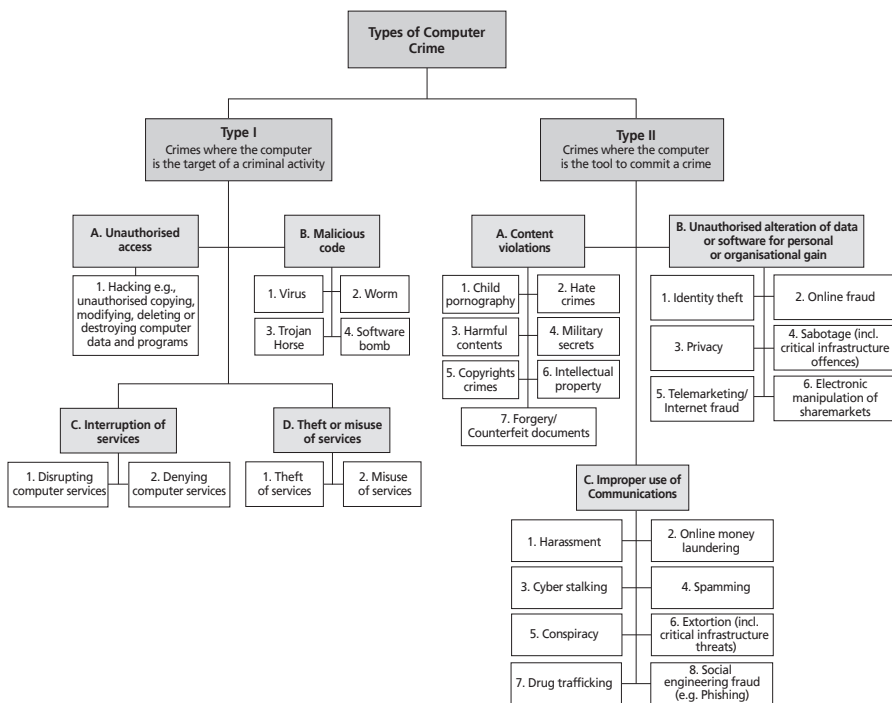 Types of Computer
Crime
Type I
Crimes where the computer
is the target of a criminal activity
Type II
Crimes where the computer
is the tool to commit a crime
A. Unauthorised
access
1. Hacking e.g.,
unauthorised copying,
modifying, deleting or
destroying computer
data and programs
B. Malicious
code
1. Virus
2. Worm
3. Trojan
Horse
4. Software
bomb
C. Interruption of
services
1. Disrupting
computer services
2. Denying
computer services
D. Theft or misuse
of services
1. Theft
of services
2. Misuse
of services
A. Content
violations
1. Child
pornography
2. Hate
crimes
3. Harmful
contents
4. Military
secrets
5. Copyrights
crimes
6. Intellectual
property
7. Forgery/
Counterfeit documents
B. Unauthorised alteration of data
or software for personal
or organisational gain
1. Identity theft
2. Online fraud
3. Privacy
4. Sabotage (incl.
critical infrastructure
offences)
5. Telemarketing/
Internet fraud
6. Electronic
manipulation of
sharemarkets
C. Improper use of
Communications
1. Harassment
2. Online money
laundering
3. Cyber stalking
4. Spamming
5. Conspiracy
6. Extortion (incl.
critical infrastructure
threats)
7. Drug trafficking
8. Social
engineering fraud
(e.g. Phishing)